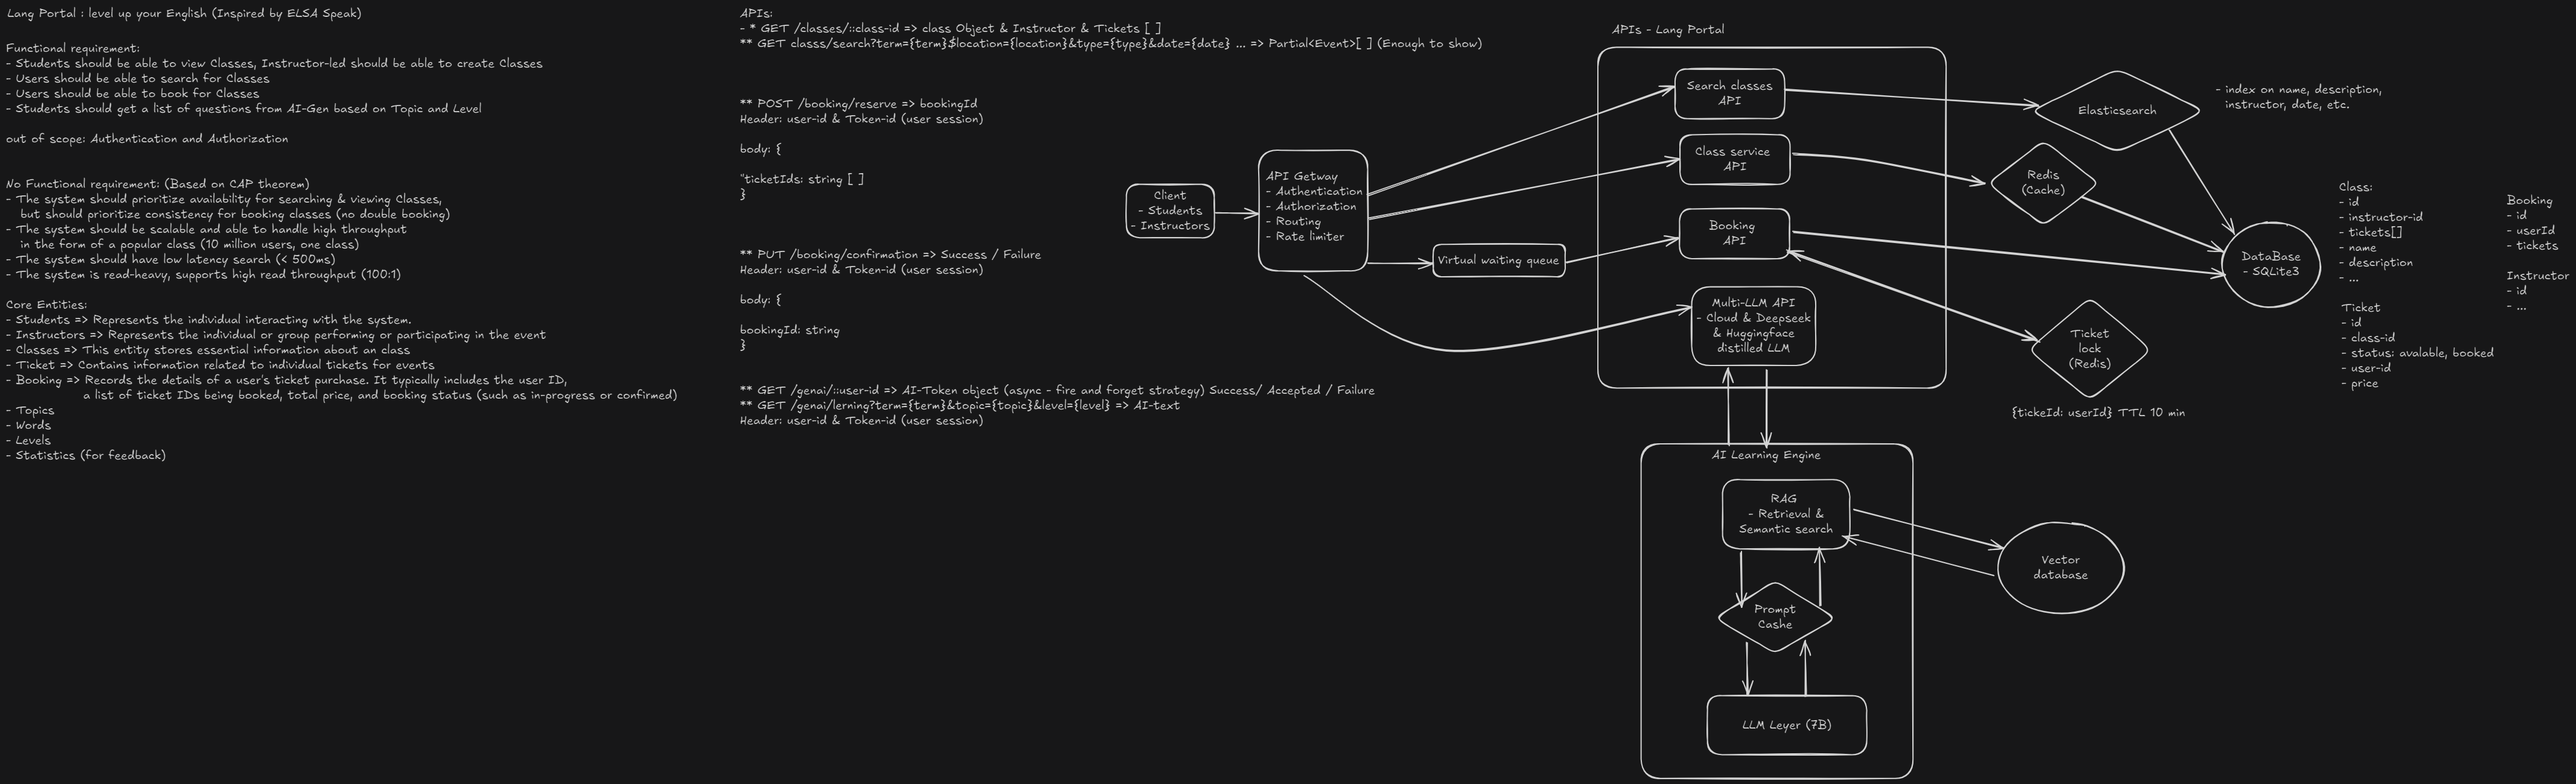 Lang Portal : level up your English (Inspired by ELSA Speak)
Functional requirement:
- Students should be able to view Classes, Instructor-led should be able to create Classes
- Users should be able to search for Classes
- Users should be able to book for Classes
- Students should get a list of questions from AI-Gen based on Topic and Level
out of scope: Authentication and Authorization
No Functional requirement: (Based on CAP theorem)
- The system should prioritize availability for searching & viewing Classes,
but should prioritize consistency for booking classes (no double booking)
- The system should be scalable and able to handle high throughput
in the form of a popular class (10 million users, one class)
- The system should have low latency search (< 500ms)
- The system is read-heavy, supports high read throughput (100:1)
Core Entities:
- Students => Represents the individual interacting with the system.
- Instructors => Represents the individual or group performing or participating in the event
- Classes => This entity stores essential information about an class
- Ticket => Contains information related to individual tickets for events
- Booking => Records the details of a user's ticket purchase. It typically includes the user ID,
a list of ticket IDs being booked, total price, and booking status (such as in-progress or confirmed)
- Topics
- Words
- Levels
- Statistics (for feedback)
APIs:
- * GET /classes/::class-id => class Object & Instructor & Tickets [ ]
** GET classs/search?term={term}$location={location}&type={type}&date={date} ... => Partial<Event>[ ] (Enough to show)
** POST /booking/reserve => bookingId
Header: user-id & Token-id (user session)
body: {
"ticketIds: string [ ]
}
** PUT /booking/confirmation => Success / Failure
Header: user-id & Token-id (user session)
body: {
bookingId: string
}
** GET /genai/::user-id => AI-Token object (async - fire and forget strategy) Success/ Accepted / Failure
** GET /genai/lerning?term={term}&topic={topic}&level={level} => AI-text
Header: user-id & Token-id (user session)
Client
- Students
- Instructors
API Getway
- Authentication
- Authorization
- Routing
- Rate limiter
Virtual waiting queue
APIs - Lang Portal
Search classes
API
Class service
API
Booking
API
Multi-LLM API
- Cloud & Deepseek
& Huggingface
distilled LLM
Elasticsearch
- index on name, description,
instructor, date, etc.
Redis
(Cache)
DataBase
- SQLite3
Ticket
lock
(Redis)
{tickeId: userId} TTL 10 min
Class:
- id
- instructor-id
- tickets[]
- name
- description
- ...
Ticket
- id
- class-id
- status: avalable, booked
- user-id
- price
Booking
- id
- userId
- tickets
Instructor
- id
- ...
AI Learning Engine
RAG
- Retrieval &
Semantic search
Vector
database
Prompt
Cashe
LLM Leyer (7B)